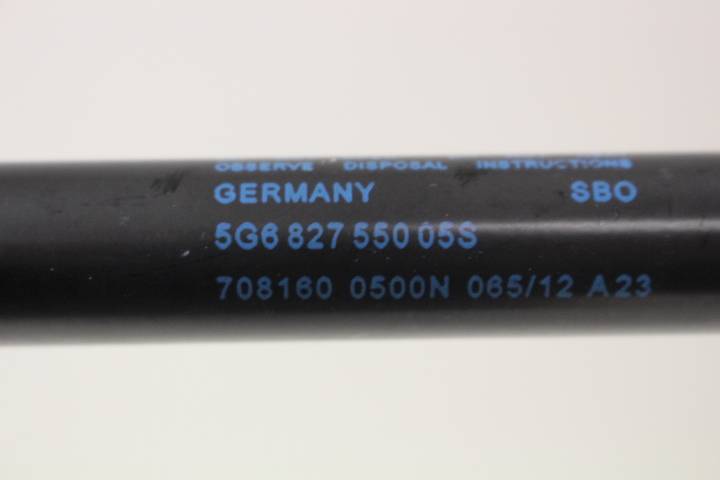 OBSERVE DISPOSAL INSTRUCTIONS
GERMANY SBO
5G6 827 550 05S
708160 0500N 065/12 A23